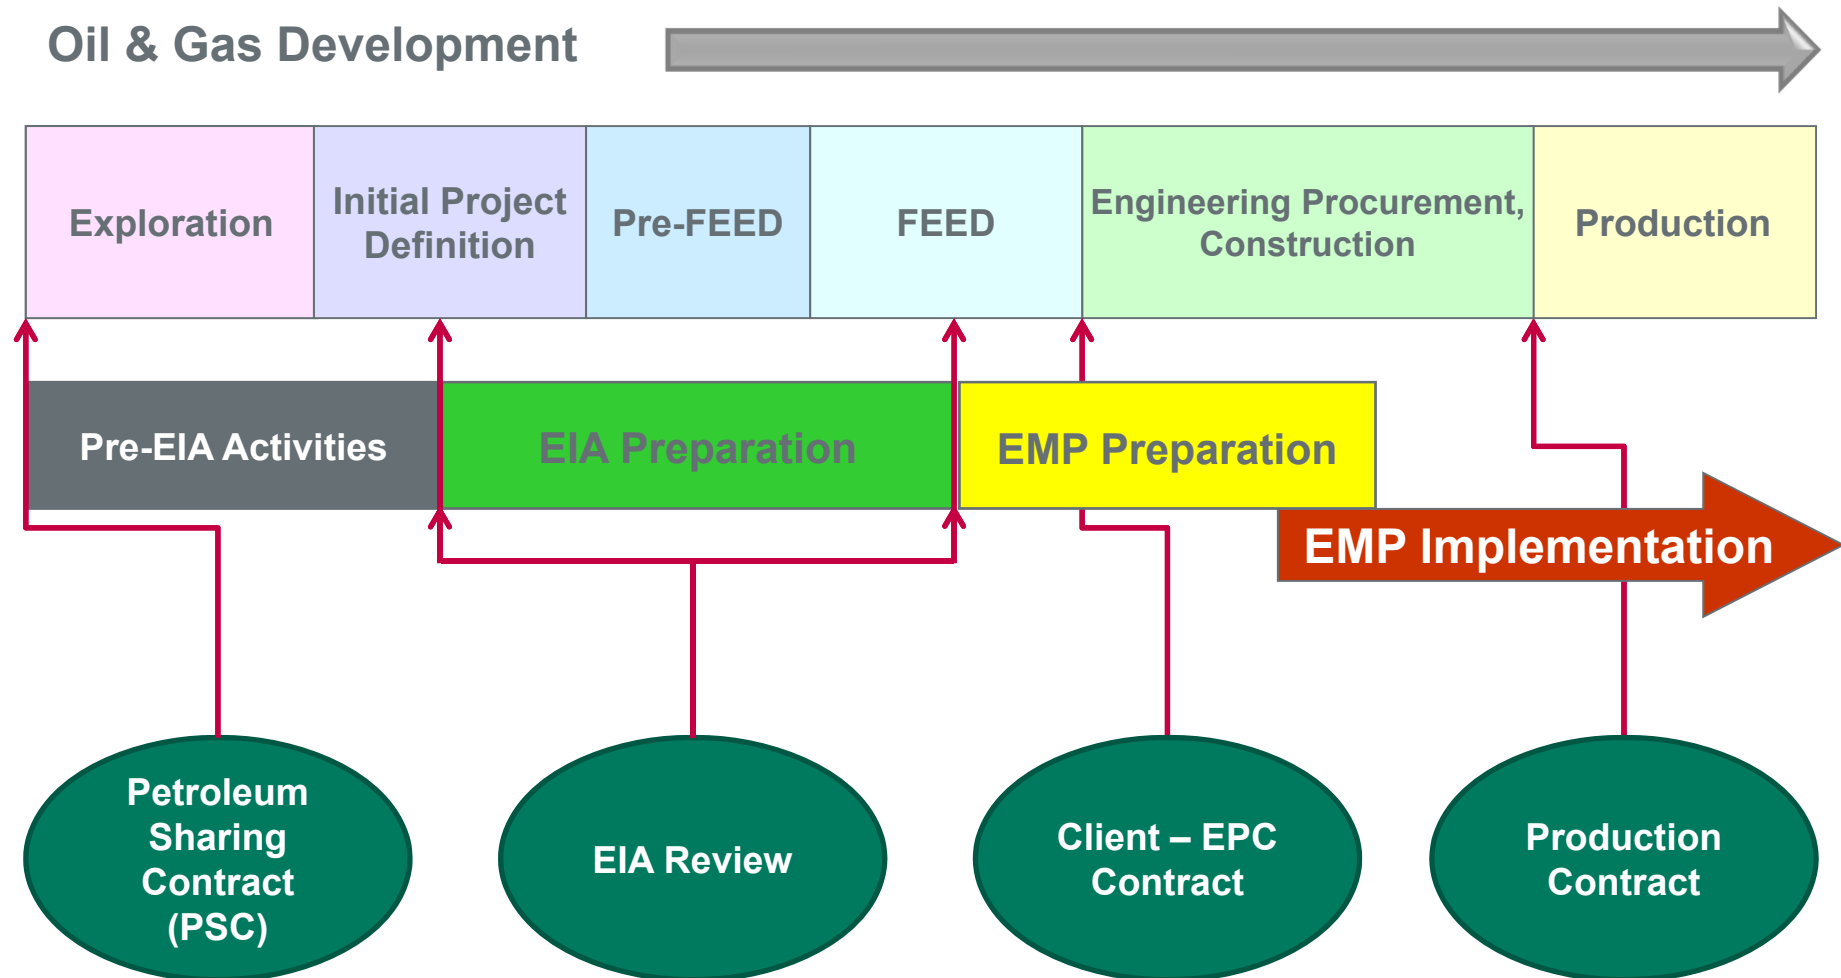 Oil & Gas Development
Exploration
Initial Project
Definition
Pre-FEED
FEED
Engineering Procurement,
Construction
Production
Pre-EIA Activities
EIA Preparation
EMP Preparation
EMP Implementation
Petroleum
Sharing
Contract
(PSC)
EIA Review
Client – EPC
Contract
Production
Contract